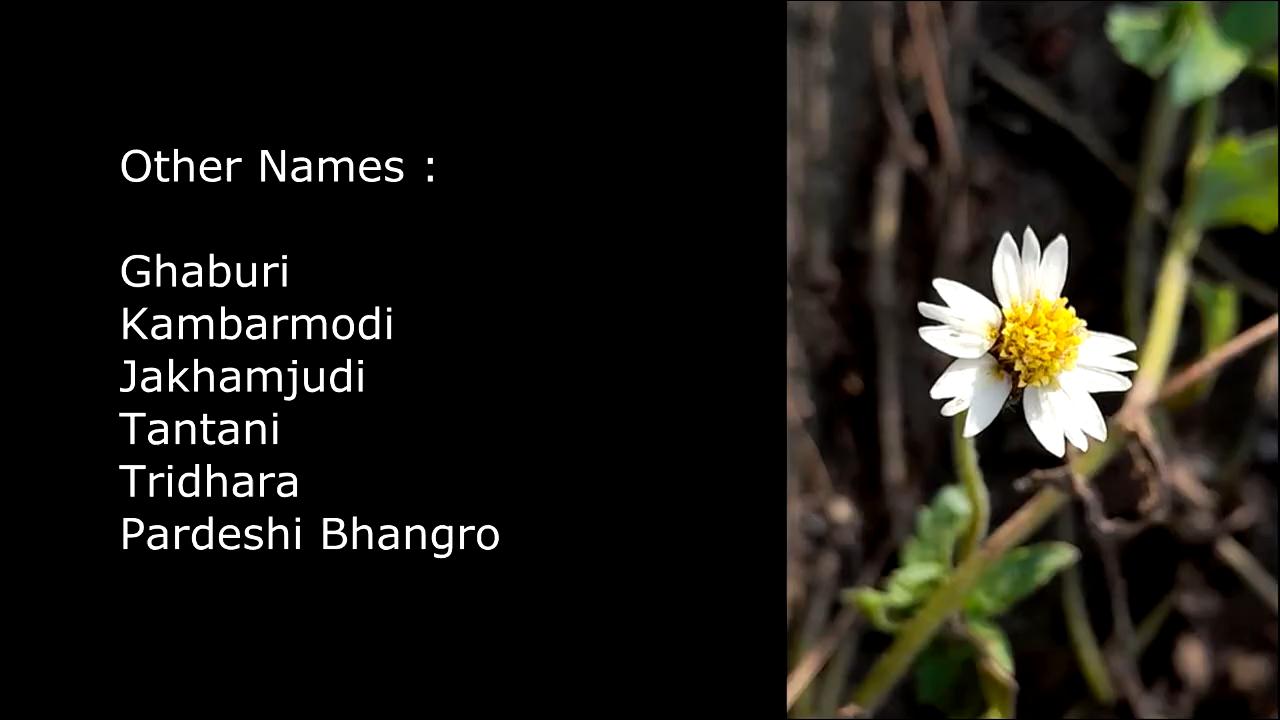 Other Names :
Ghaburi
Kambarmodi
Jakhamjudi
Tantani
Tridhara
Pardeshi Bhangro